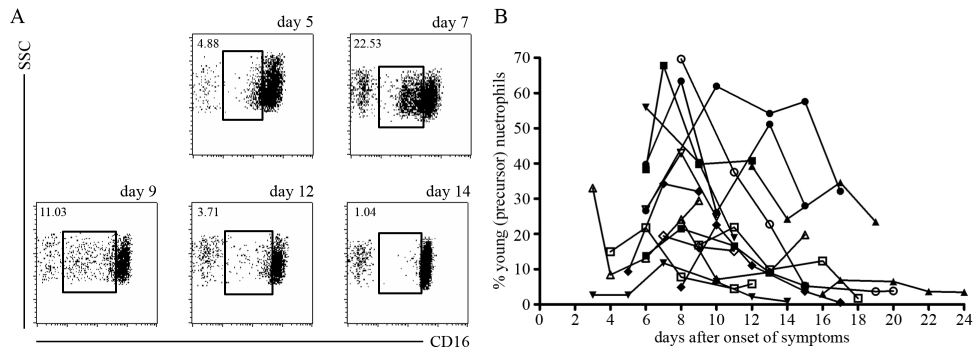 A
B
SSC
day 5
4.88
day 7
22.53
day 9
11.03
day 12
3.71
day 14
1.04
CD16
% young (precursor) nuetrophils
70
60
50
40
30
20
10
0
0 2 4 6 8 10 12 14 16 18 20 22 24
days after onset of symptoms